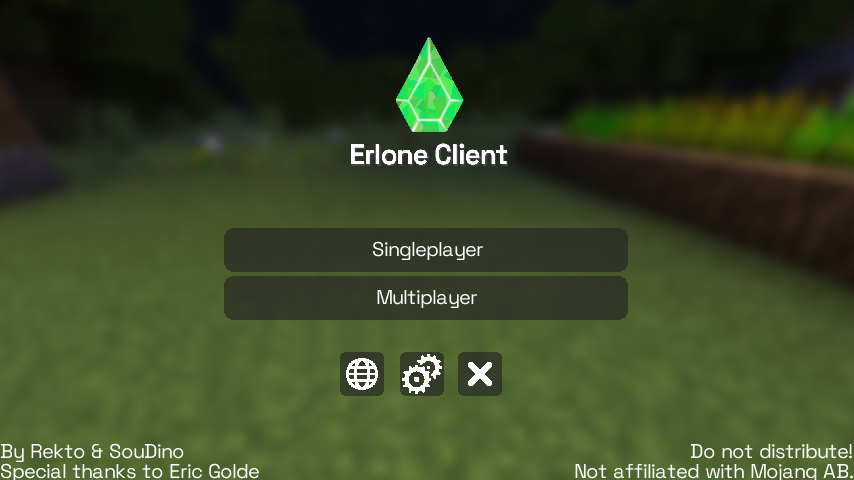 Erlone Client
Singleplayer
Multiplayer
By Rekto & SouDino
Special thanks to Eric Golde
Do not distribute!
Not affiliated with Mojang AB.